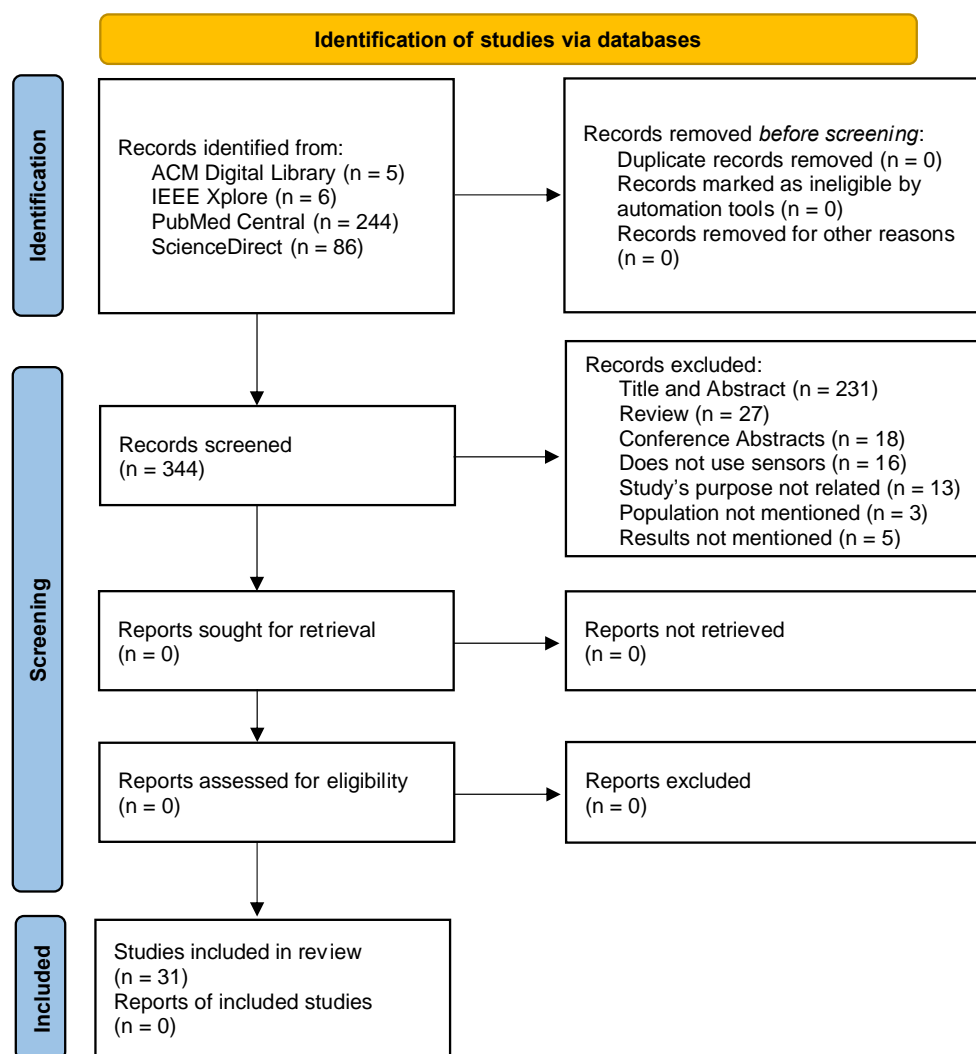 Identification of studies via databases
Identification
Records identified from:
ACM Digital Library (n = 5)
IEEE Xplore (n = 6)
PubMed Central (n = 244)
ScienceDirect (n = 86)
Records removed before screening:
Duplicate records removed (n = 0)
Records marked as ineligible by
automation tools (n = 0)
Records removed for other reasons
(n = 0)
Screening
Records screened
(n = 344)
Records excluded:
Title and Abstract (n = 231)
Review (n = 27)
Conference Abstracts (n = 18)
Does not use sensors (n = 16)
Study’s purpose not related (n = 13)
Population not mentioned (n = 3)
Results not mentioned (n = 5)
Reports sought for retrieval
(n = 0)
Reports not retrieved
(n = 0)
Reports assessed for eligibility
(n = 0)
Reports excluded
(n = 0)
Included
Studies included in review
(n = 31)
Reports of included studies
(n = 0)